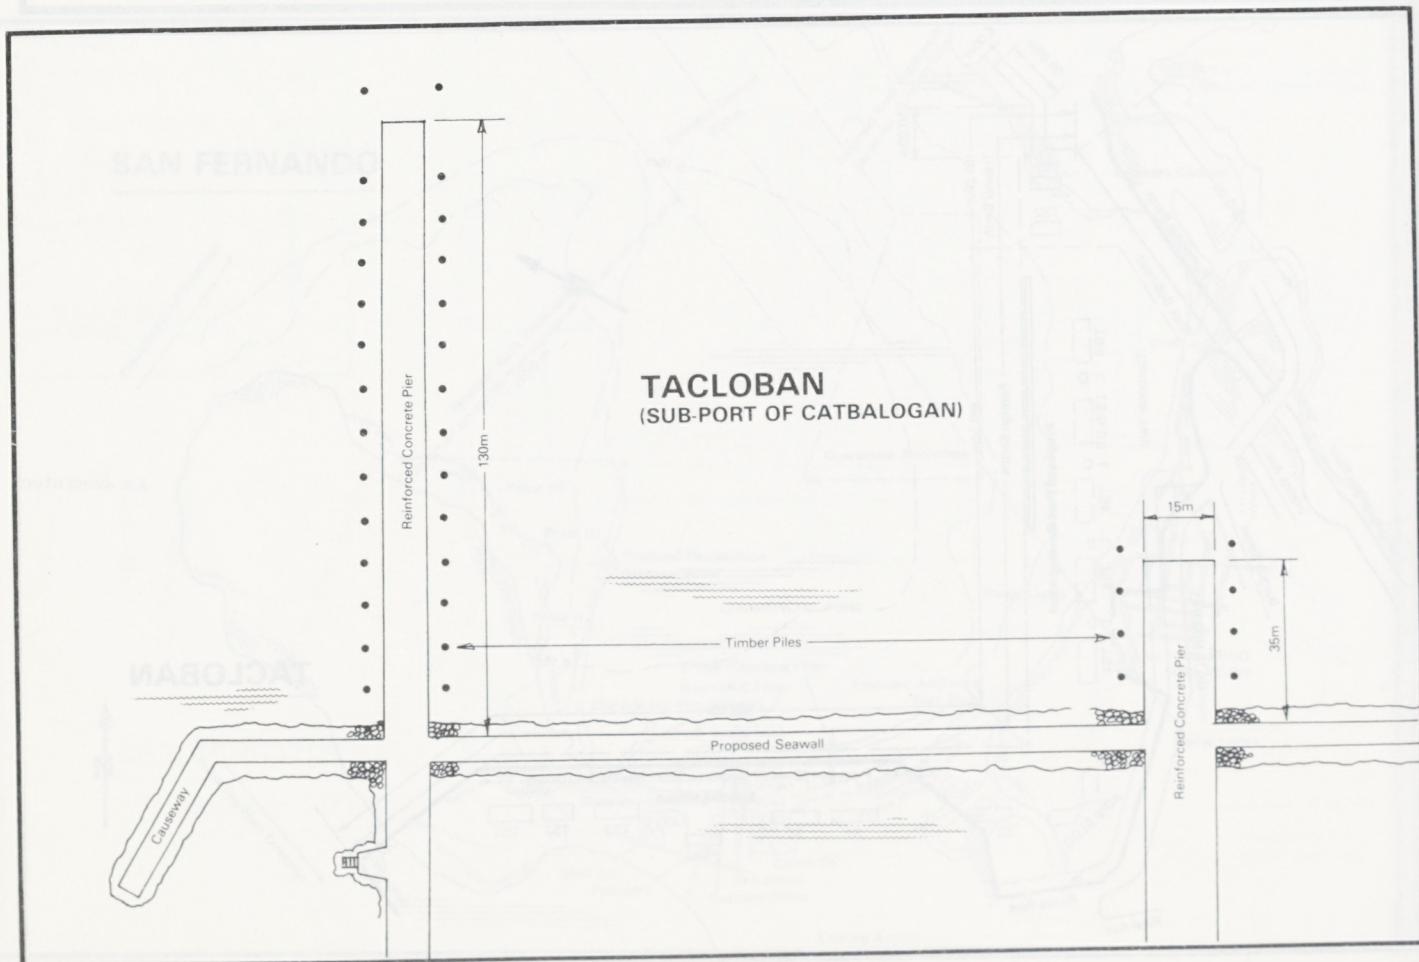 SAN FERNANDO
TACLOBAN
(SUB-PORT OF CATBALOGAN)
Reinforced Concrete Pier
130m
15m
35m
Timber Piles
Reinforced Concrete Pier
TACLOBAN
Proposed Seawall
Causeway